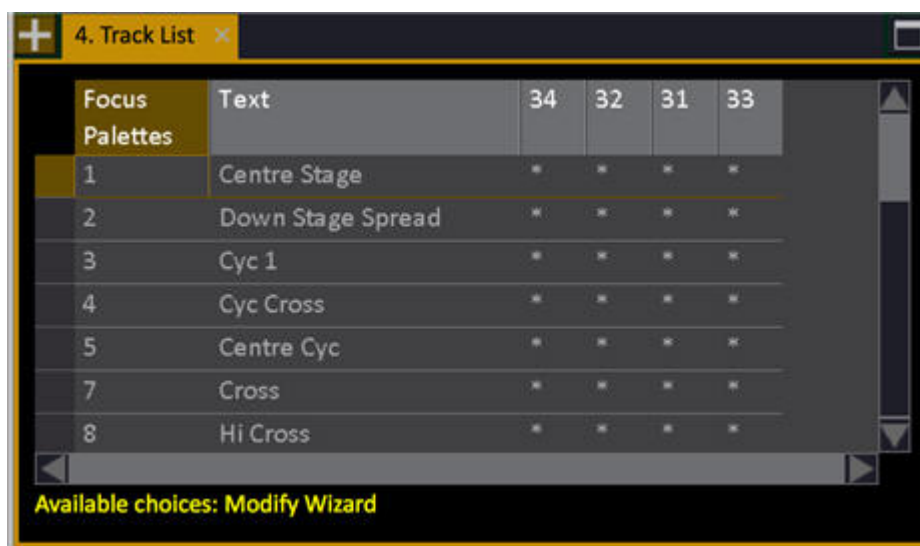 4. Track List
Focus Palettes Text 34 32 31 33
1 Centre Stage * * * *
2 Down Stage Spread * * * *
3 Cyc 1 * * * *
4 Cyc Cross * * * *
5 Centre Cyc * * * *
7 Cross * * * *
8 Hi Cross * * * *
Available choices: Modify Wizard